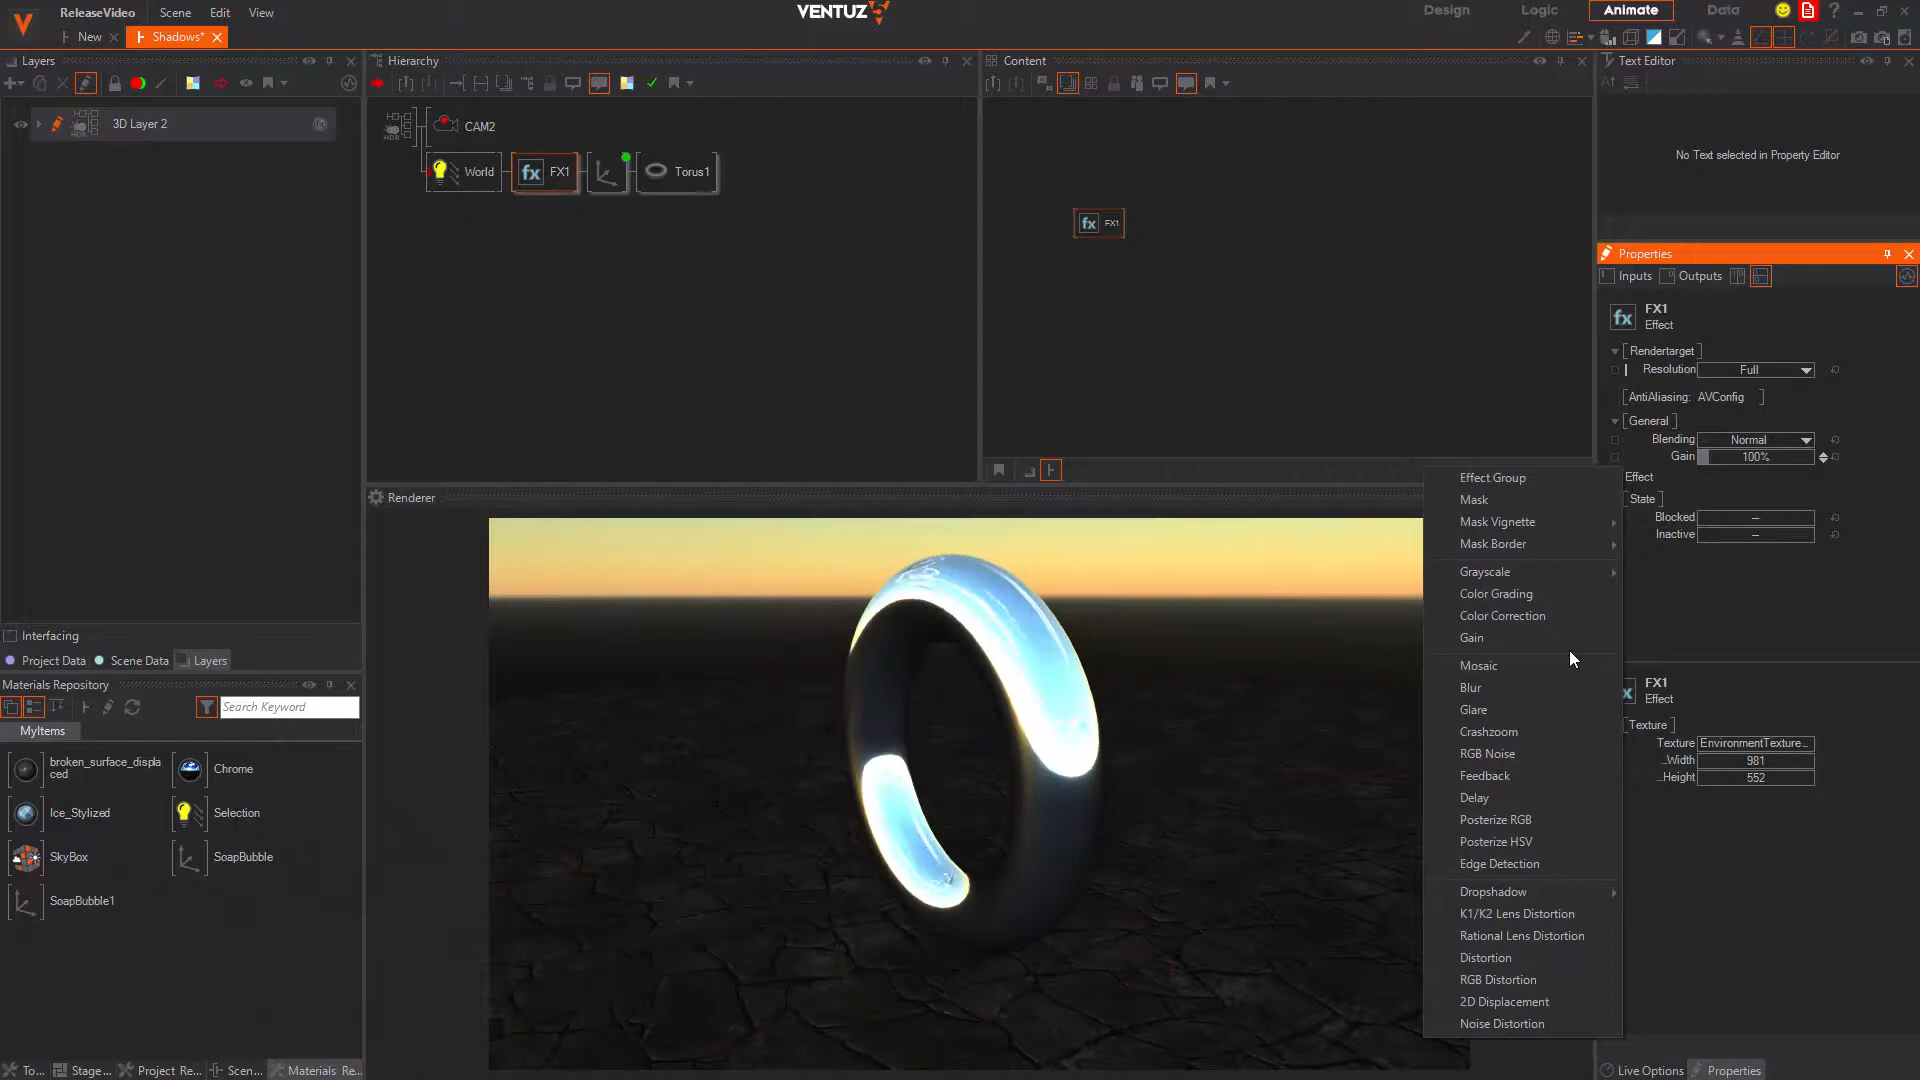 ReleaseVideo Scene Edit View VENTUZ Design Logic Animate Data ?
New Shadows*
Layers
3D Layer 2
Interfacing
Project Data Scene Data Layers
Hierarchy
HDR CAM2
World fx FX1 Torus1
Content
fx FX1
Renderer
Text Editor
No Text selected in Property Editor
Properties
Inputs Outputs
fx FX1
Effect
Rendertarget
Resolution Full
AntiAliasing: AVConfig
General
Blending Normal
Gain 100%
Effect
State
Blocked –
Inactive –
FX1
Effect
Texture
Texture EnvironmentTexture...
...Width 981
...Height 552
Effect Group
Mask
Mask Vignette
Mask Border
Grayscale
Color Grading
Color Correction
Gain
Mosaic
Blur
Glare
Crashzoom
RGB Noise
Feedback
Delay
Posterize RGB
Posterize HSV
Edge Detection
Dropshadow
K1/K2 Lens Distortion
Rational Lens Distortion
Distortion
RGB Distortion
2D Displacement
Noise Distortion
Materials Repository
Search Keyword
MyItems
broken_surface_displa
ced
Chrome
Ice_Stylized
Selection
SkyBox
SoapBubble
SoapBubble1
To... Stage... Project Re... Scen... Materials Re...
Live Options Properties